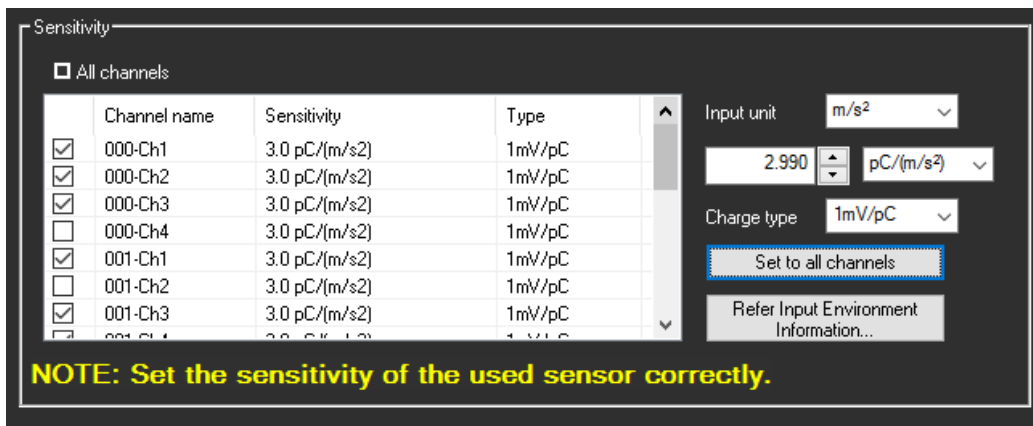 Sensitivity
All channels
Channel name Sensitivity Type
000-Ch1 3.0 pC/(m/s2) 1mV/pC
000-Ch2 3.0 pC/(m/s2) 1mV/pC
000-Ch3 3.0 pC/(m/s2) 1mV/pC
000-Ch4 3.0 pC/(m/s2) 1mV/pC
001-Ch1 3.0 pC/(m/s2) 1mV/pC
001-Ch2 3.0 pC/(m/s2) 1mV/pC
001-Ch3 3.0 pC/(m/s2) 1mV/pC
Input unit m/s²
2.990 pC/(m/s²)
Charge type 1mV/pC
Set to all channels
Refer Input Environment
Information...
NOTE: Set the sensitivity of the used sensor correctly.